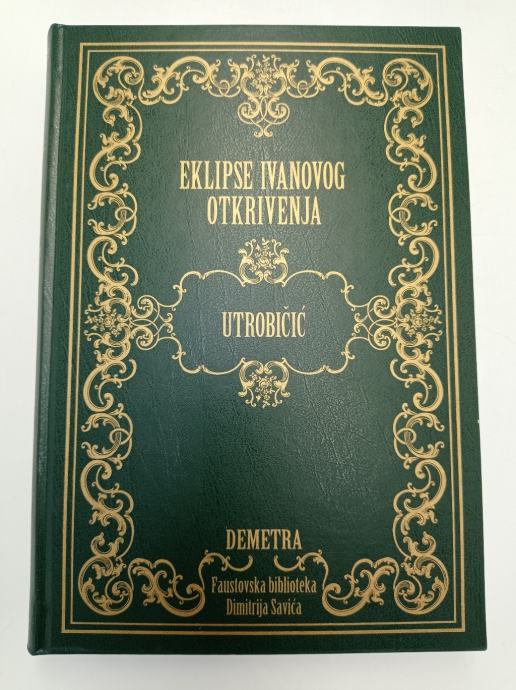 EKLIPSE IVANOVOG
OTKRIVENJA
UTROBIČIĆ
DEMETRA
Faustovska biblioteka
Dimitrija Savića